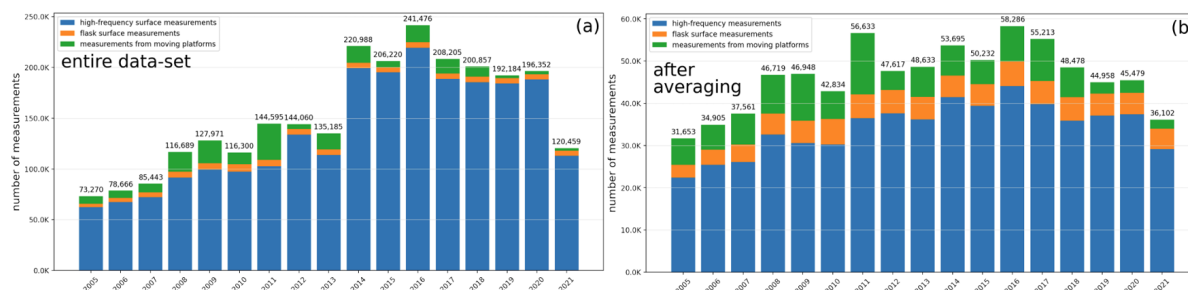 250.0K
200.0K
150.0K
100.0K
50.0K
0.0K
number of measurements
high-frequency surface measurements
flask surface measurements
measurements from moving platforms
(a)
entire data-set
73,270
78,666
85,443
116,689
127,971
116,300
144,595
144,060
135,185
220,988
206,220
241,476
208,205
200,857
192,184
196,352
120,459
2005
2006
2007
2008
2009
2010
2011
2012
2013
2014
2015
2016
2017
2018
2019
2020
2021
60.0K
50.0K
40.0K
30.0K
20.0K
10.0K
0.0K
number of measurements
high-frequency measurements
flask surface measurements
measurements from moving platforms
(b)
after
averaging
31,653
34,905
37,561
46,719
46,948
42,834
56,633
47,617
48,633
53,695
50,232
58,286
55,213
48,478
44,958
45,479
36,102
2005
2006
2007
2008
2009
2010
2011
2012
2013
2014
2015
2016
2017
2018
2019
2020
2021